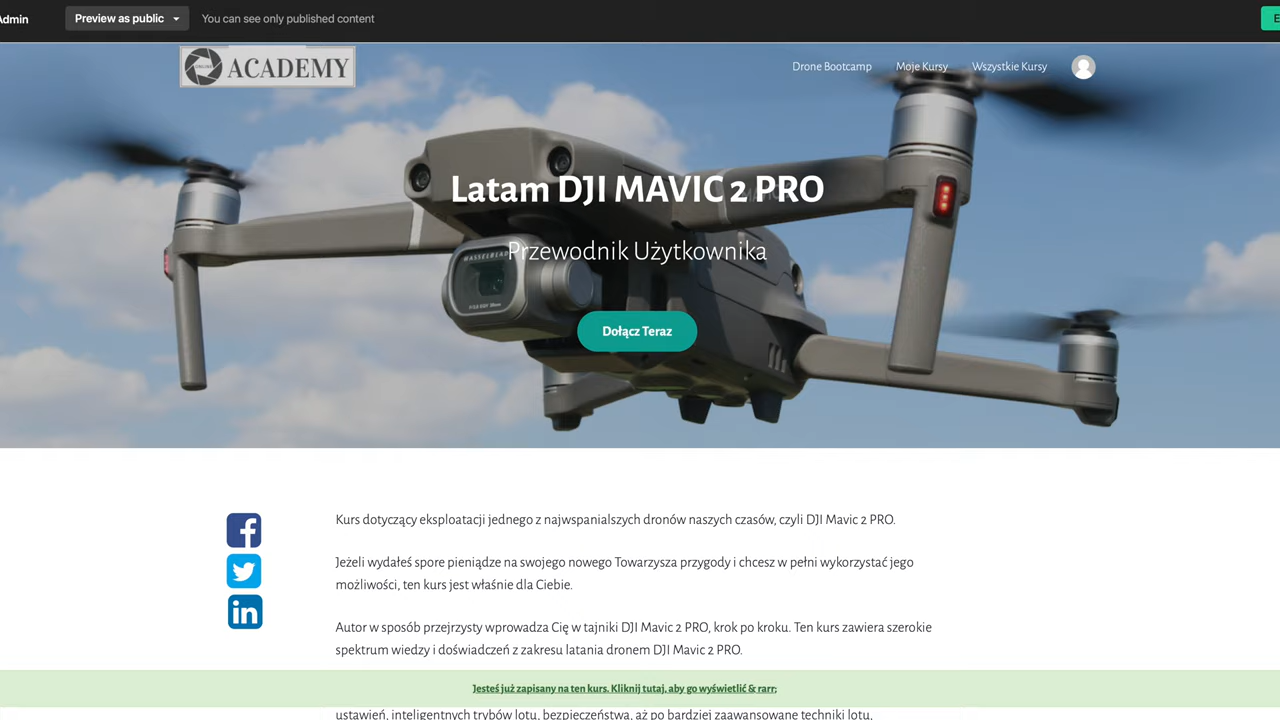 Admin
Preview as public
You can see only published content
ACADEMY
Drone Bootcamp
Moje Kursy
Wszystkie Kursy
Latam DJI MAVIC 2 PRO
HASSELBLAD
Przewodnik Użytkownika
Dołącz Teraz
Kurs dotyczący eksploatacji jednego z najwspanialszych dronów naszych czasów, czyli DJI Mavic 2 PRO.
Jeżeli wydałeś spore pieniądze na swojego nowego Towarzysza przygody i chcesz w pełni wykorzystać jego
możliwości, ten kurs jest właśnie dla Ciebie.
Autor w sposób przejrzysty wprowadza Cię w tajniki DJI Mavic 2 PRO, krok po kroku. Ten kurs zawiera szerokie
spektrum wiedzy i doświadczeń z zakresu latania dronem DJI Mavic 2 PRO.
Jesteś już zapisany na ten kurs. Kliknij tutaj, aby go wyświetlić & rarr;
ustawień, inteligentnych trybów lotu, bezpieczeństwa, aż po bardziej zaawansowane techniki lotu,